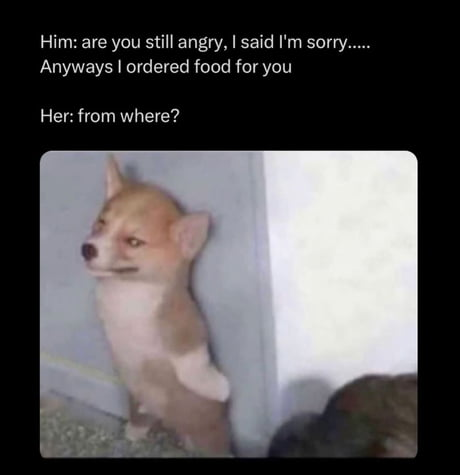 Him: are you still angry, I said I'm sorry.....
Anyways I ordered food for you
Her: from where?